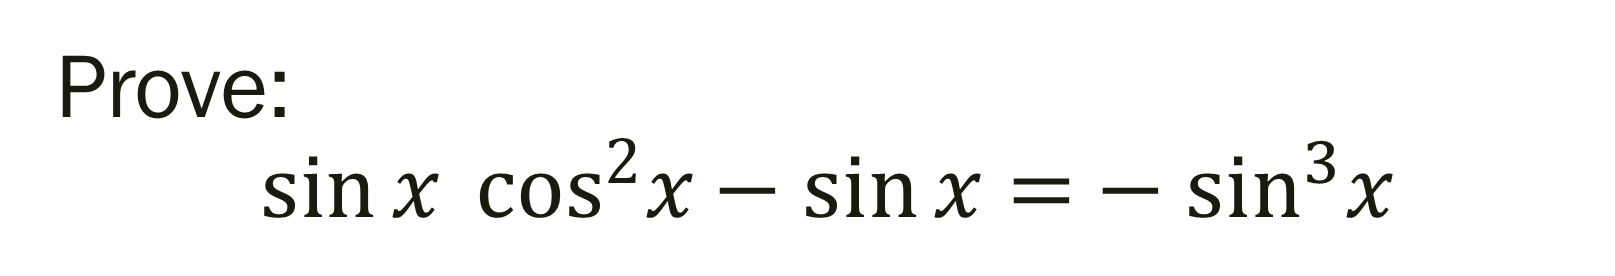 Prove:
sin x cos²x − sin x = − sin³x